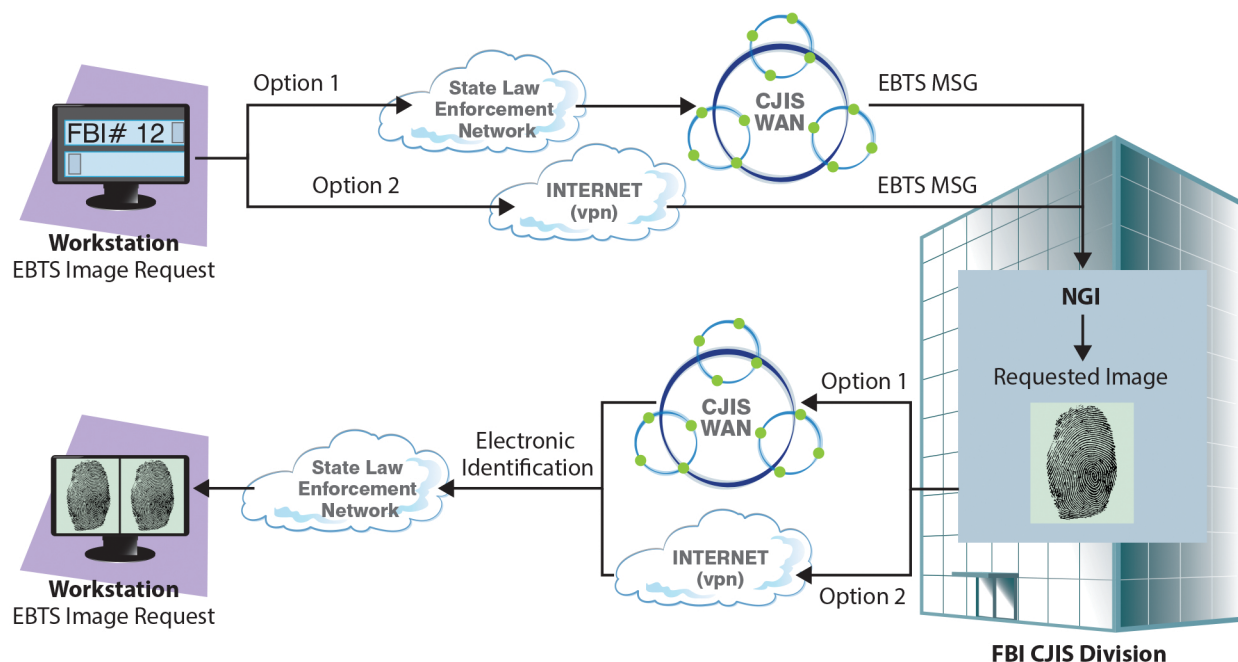 Option 1
State Law
Enforcement
Network
CJIS
WAN
EBTS MSG
FBI# 12
Option 2
INTERNET
(vpn)
EBTS MSG
Workstation
EBTS Image Request
NGI
Requested Image
Option 1
CJIS
WAN
Electronic
Identification
State Law
Enforcement
Network
INTERNET
(vpn)
Option 2
Workstation
EBTS Image Request
FBI CJIS Division